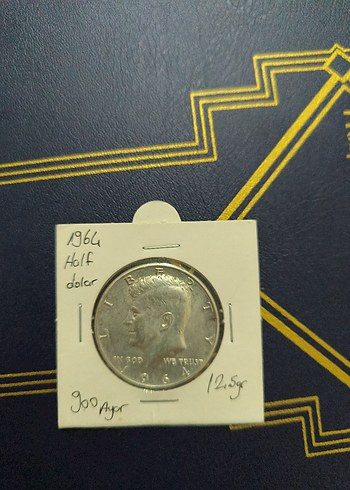 1964
Half
dolar
LIBERTY
IN GOD WE TRUST
1964
900 Ayar
12.5gr